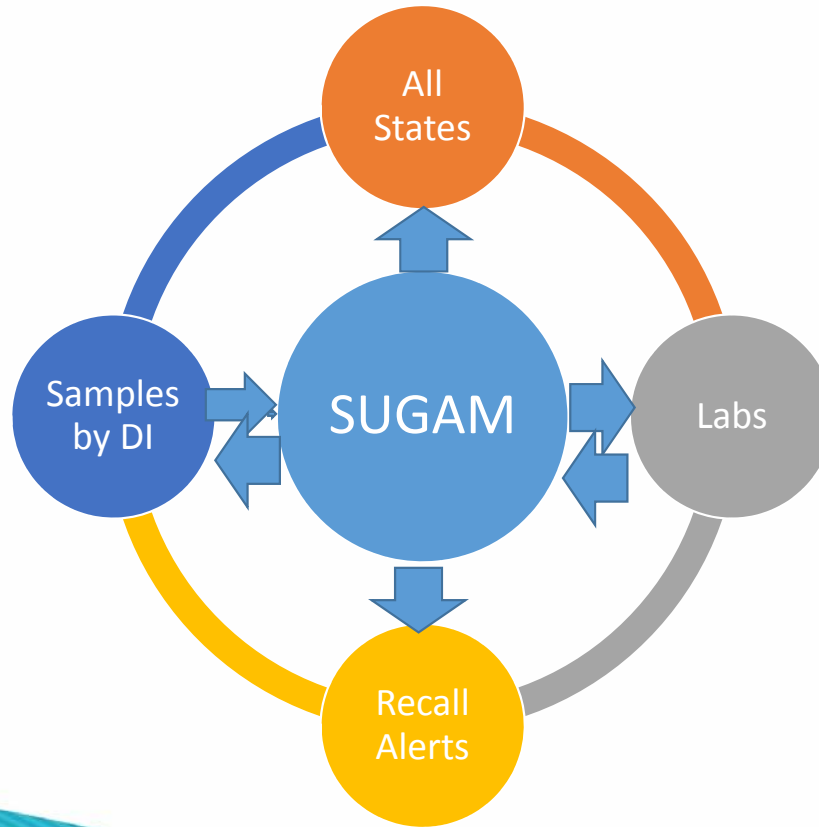 All
States
Samples
by DI
SUGAM
Labs
Recall
Alerts